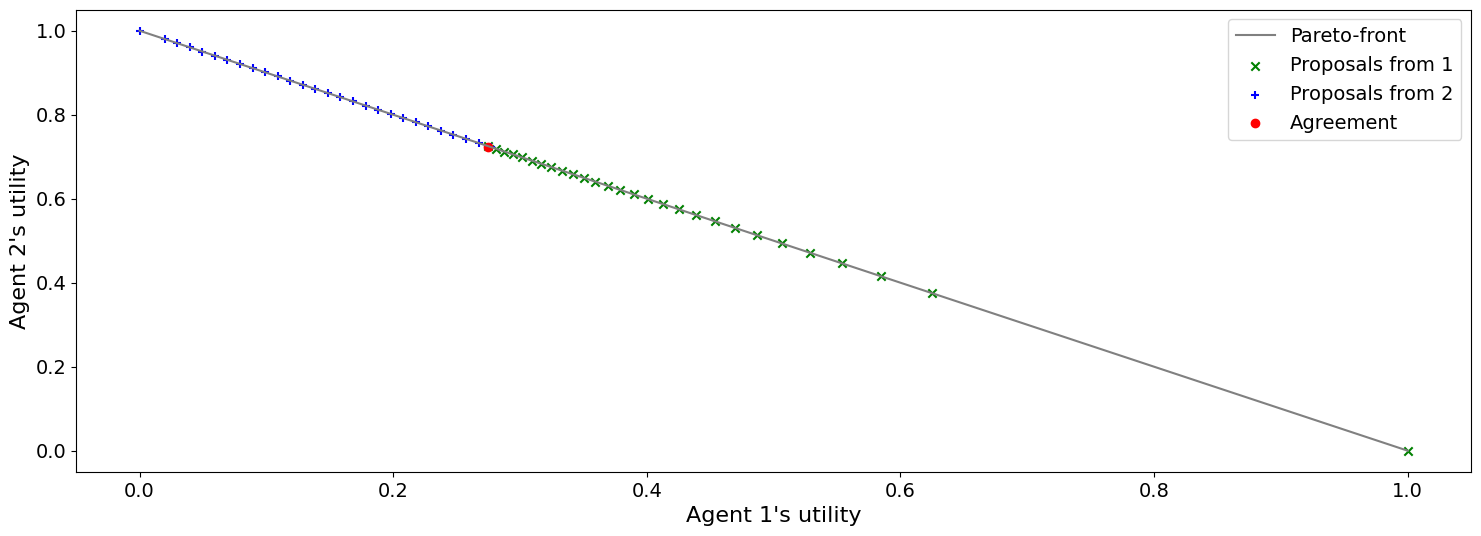 Pareto-front
Proposals from 1
Proposals from 2
Agreement
Agent 2's utility
1.0
0.8
0.6
0.4
0.2
0.0
0.0 0.2 0.4 0.6 0.8 1.0
Agent 1's utility